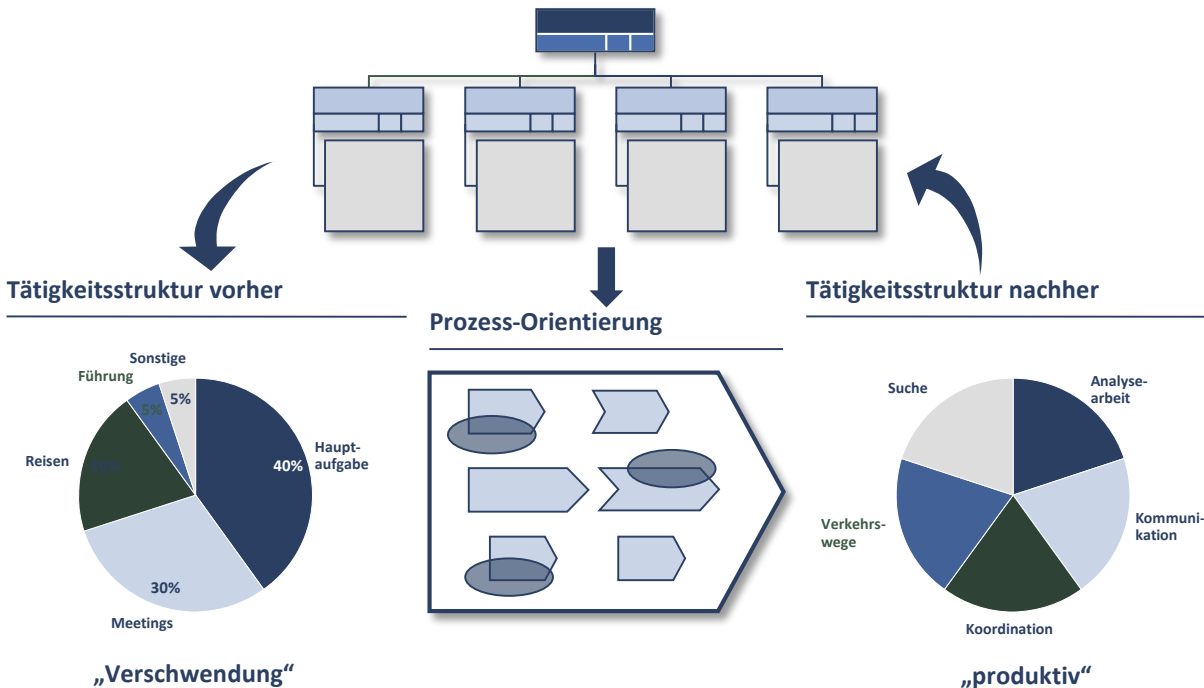 Tätigkeitsstruktur vorher
Sonstige
Führung
5%
5%
Reisen
20%
40%
Haupt-
aufgabe
30%
Meetings
„Verschwendung“
Prozess-Orientierung
Tätigkeitsstruktur nachher
Suche
Analyse-
arbeit
Verkehrs-
wege
Kommuni-
kation
Koordination
„produktiv“